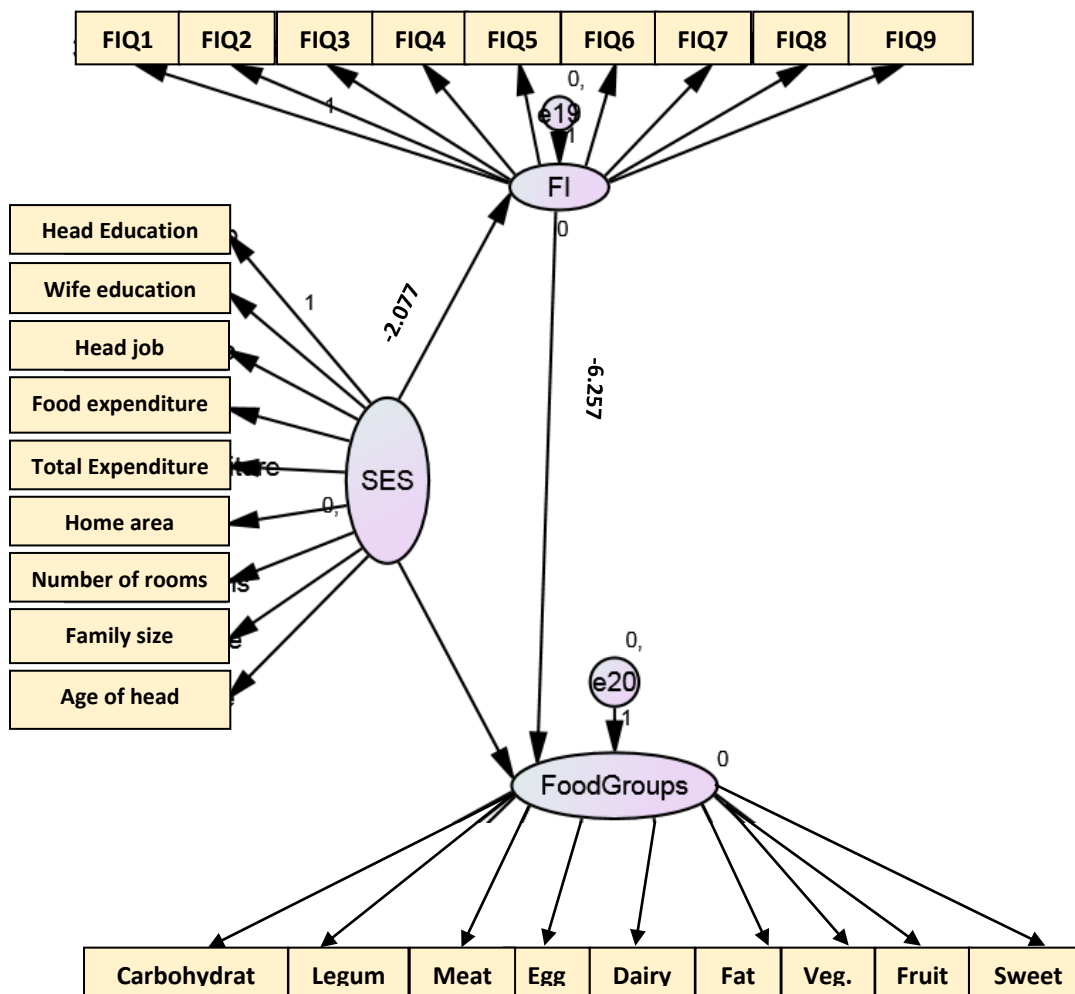 FIQ1 FIQ2 FIQ3 FIQ4 FIQ5 FIQ6 FIQ7 FIQ8 FIQ9
0,
1
e19
1
FI
0
Head Education
Wife education
1
-2.077
Head job
-6.257
Food expenditure
Total Expenditure
SES
0,
Home area
Number of rooms
Family size
0,
Age of head
e20
1
0
FoodGroups
Carbohydrat Legum Meat Egg Dairy Fat Veg. Fruit Sweet